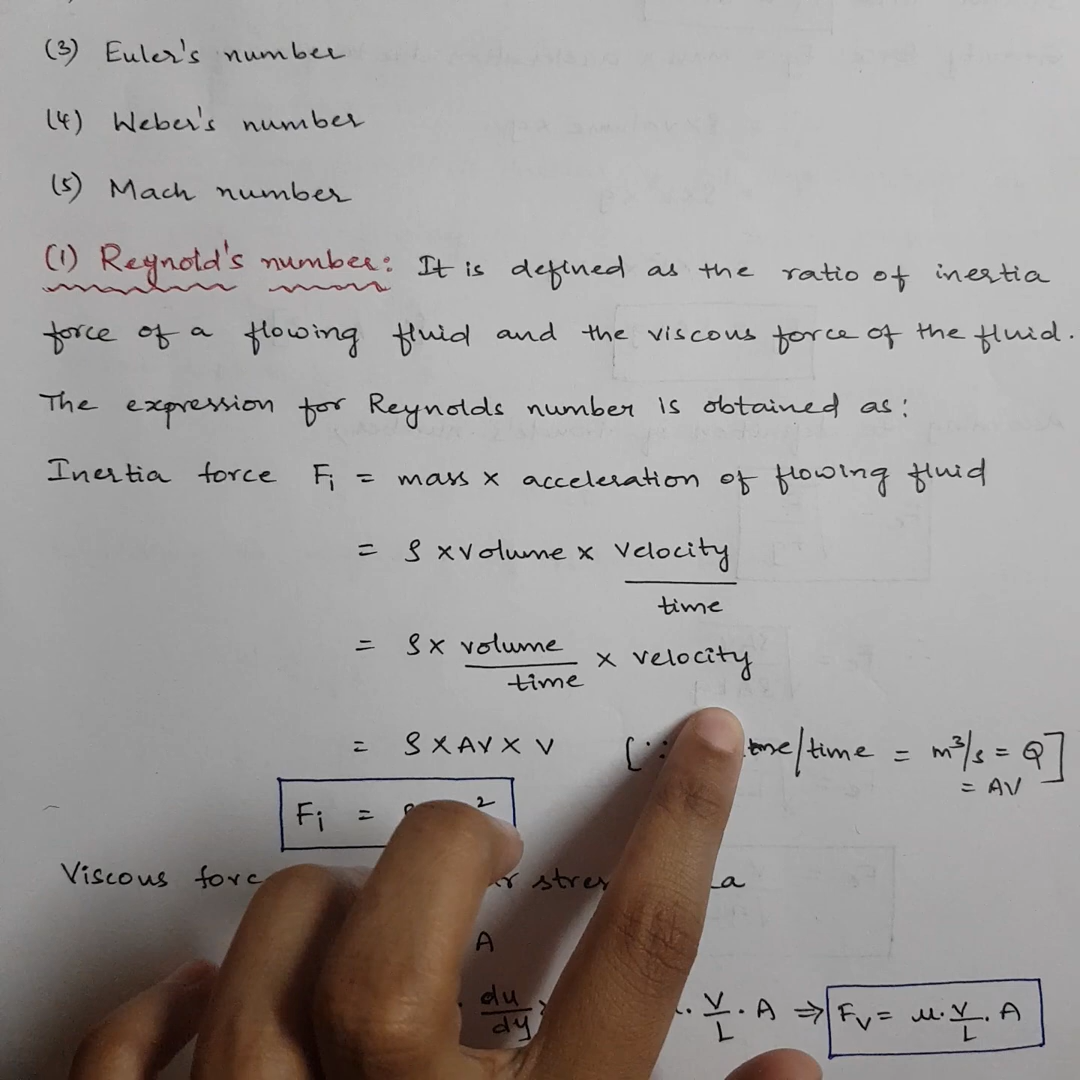 (3) Euler's number
(4) Weber's number
(5) Mach number
(1) Reynold's number: It is defined as the ratio of inertia
force of a flowing fluid and the viscous force of the fluid.
The expression for Reynolds number is obtained as:
Inertia force Fi = mass x acceleration of flowing fluid
= ρ x volume x velocity
time
= ρ x volume x velocity
time
= ρ x AV x V [∵ /time = m³/s = Q]
= AV
Fi = 2
Viscous
A
du/dy . V/L . A ⇒ Fv = μ. V/L . A